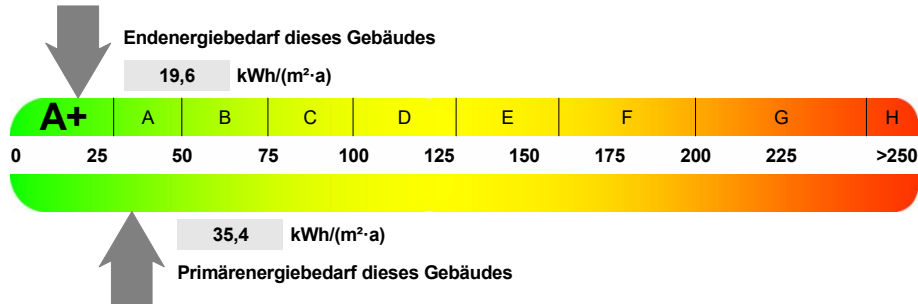 Endenergiebedarf dieses Gebäudes
19,6 kWh/(m²·a)
A+ A B C D E F G H
0 25 50 75 100 125 150 175 200 225 >250
35,4 kWh/(m²·a)
Primärenergiebedarf dieses Gebäudes